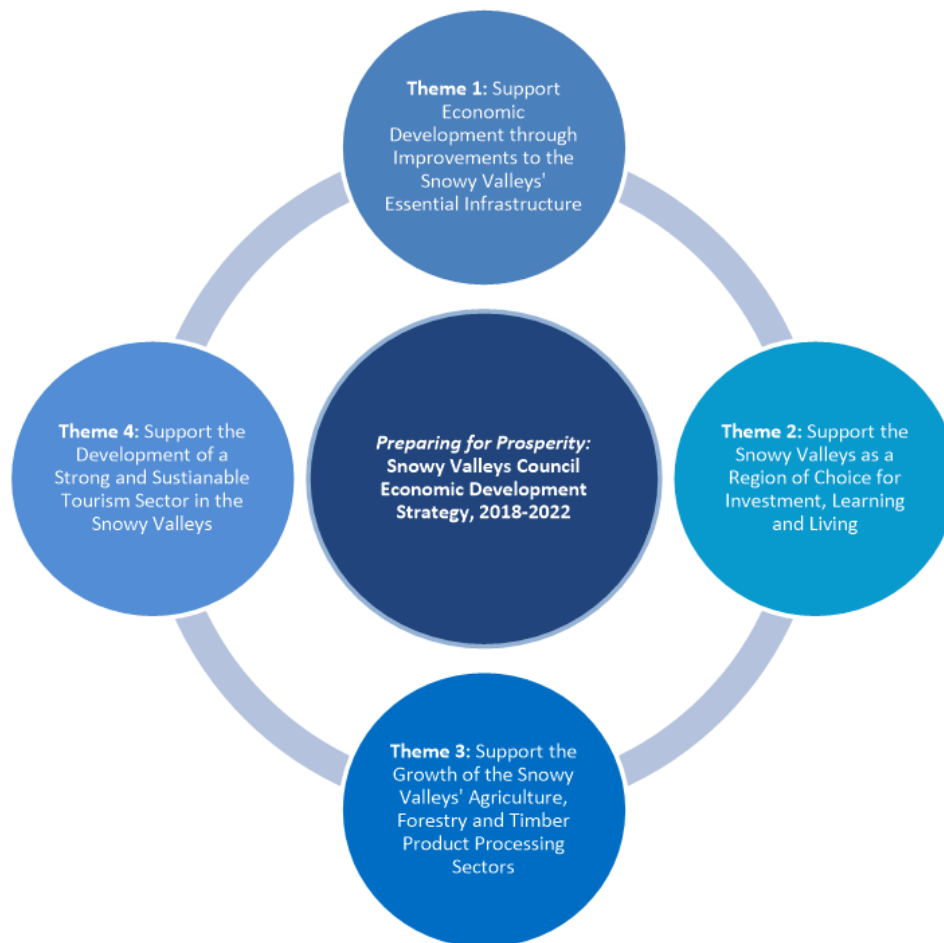 Theme 1: Support
Economic
Development through
Improvements to the
Snowy Valleys'
Essential Infrastructure
Theme 4: Support the
Development of a
Strong and Sustianable
Tourism Sector in the
Snowy Valleys
Preparing for Prosperity:
Snowy Valleys Council
Economic Development
Strategy, 2018-2022
Theme 2: Support the
Snowy Valleys as a
Region of Choice for
Investment, Learning
and Living
Theme 3: Support the
Growth of the Snowy
Valleys' Agriculture,
Forestry and Timber
Product Processing
Sectors